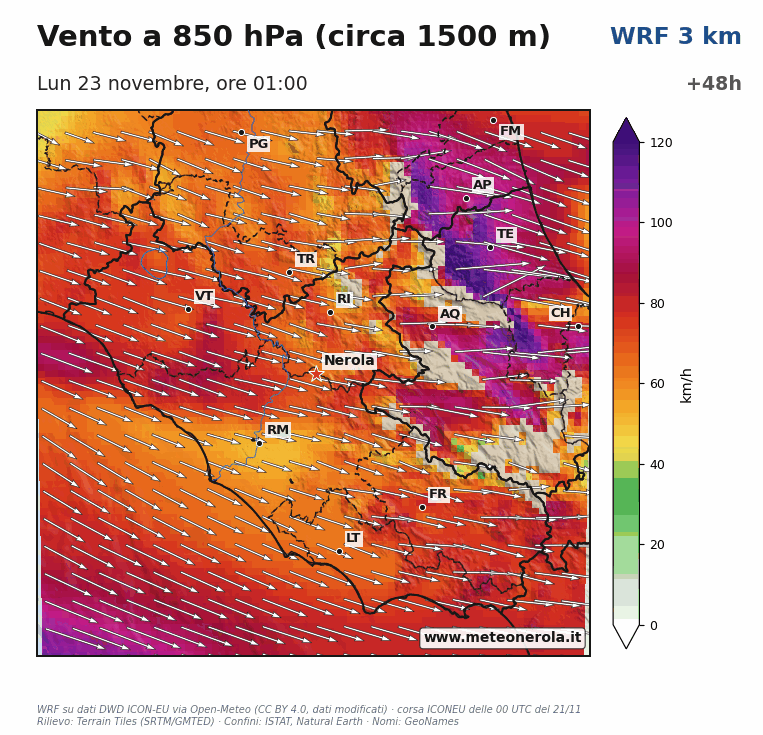 Vento a 850 hPa (circa 1500 m)
WRF 3 km
Lun 23 novembre, ore 01:00
+48h
FM
PG
AP
TE
TR
VT
RI
AQ
CH
Nerola
RM
FR
LT
www.meteonerola.it
120
100
80
60
40
20
0
km/h
WRF su dati DWD ICON-EU via Open-Meteo (CC BY 4.0, dati modificati) · corsa ICONEU delle 00 UTC del 21/11
Rilievo: Terrain Tiles (SRTM/GMTED) · Confini: ISTAT, Natural Earth · Nomi: GeoNames